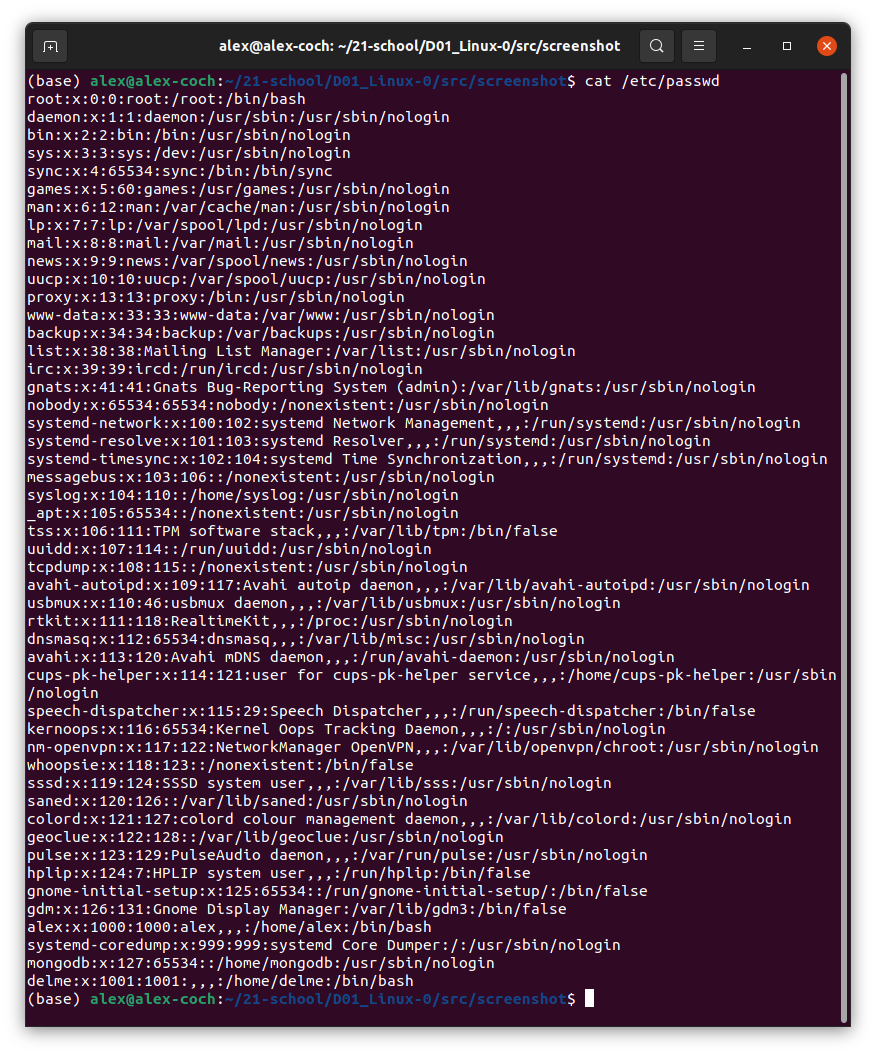 alex@alex-coch: ~/21-school/D01_Linux-0/src/screenshot
(base) alex@alex-coch:~/21-school/D01_Linux-0/src/screenshot$ cat /etc/passwd
root:x:0:0:root:/root:/bin/bash
daemon:x:1:1:daemon:/usr/sbin:/usr/sbin/nologin
bin:x:2:2:bin:/bin:/usr/sbin/nologin
sys:x:3:3:sys:/dev:/usr/sbin/nologin
sync:x:4:65534:sync:/bin:/bin/sync
games:x:5:60:games:/usr/games:/usr/sbin/nologin
man:x:6:12:man:/var/cache/man:/usr/sbin/nologin
lp:x:7:7:lp:/var/spool/lpd:/usr/sbin/nologin
mail:x:8:8:mail:/var/mail:/usr/sbin/nologin
news:x:9:9:news:/var/spool/news:/usr/sbin/nologin
uucp:x:10:10:uucp:/var/spool/uucp:/usr/sbin/nologin
proxy:x:13:13:proxy:/bin:/usr/sbin/nologin
www-data:x:33:33:www-data:/var/www:/usr/sbin/nologin
backup:x:34:34:backup:/var/backups:/usr/sbin/nologin
list:x:38:38:Mailing List Manager:/var/list:/usr/sbin/nologin
irc:x:39:39:ircd:/run/ircd:/usr/sbin/nologin
gnats:x:41:41:Gnats Bug-Reporting System (admin):/var/lib/gnats:/usr/sbin/nologin
nobody:x:65534:65534:nobody:/nonexistent:/usr/sbin/nologin
systemd-network:x:100:102:systemd Network Management,,,:/run/systemd:/usr/sbin/nologin
systemd-resolve:x:101:103:systemd Resolver,,,:/run/systemd:/usr/sbin/nologin
systemd-timesync:x:102:104:systemd Time Synchronization,,,:/run/systemd:/usr/sbin/nologin
messagebus:x:103:106::/nonexistent:/usr/sbin/nologin
syslog:x:104:110::/home/syslog:/usr/sbin/nologin
_apt:x:105:65534::/nonexistent:/usr/sbin/nologin
tss:x:106:111:TPM software stack,,,:/var/lib/tpm:/bin/false
uuidd:x:107:114::/run/uuidd:/usr/sbin/nologin
tcpdump:x:108:115::/nonexistent:/usr/sbin/nologin
avahi-autoipd:x:109:117:Avahi autoip daemon,,,:/var/lib/avahi-autoipd:/usr/sbin/nologin
usbmux:x:110:46:usbmux daemon,,,:/var/lib/usbmux:/usr/sbin/nologin
rtkit:x:111:118:RealtimeKit,,,:/proc:/usr/sbin/nologin
dnsmasq:x:112:65534:dnsmasq,,,:/var/lib/misc:/usr/sbin/nologin
avahi:x:113:120:Avahi mDNS daemon,,,:/run/avahi-daemon:/usr/sbin/nologin
cups-pk-helper:x:114:121:user for cups-pk-helper service,,,:/home/cups-pk-helper:/usr/sbin
/nologin
speech-dispatcher:x:115:29:Speech Dispatcher,,,:/run/speech-dispatcher:/bin/false
kernoops:x:116:65534:Kernel Oops Tracking Daemon,,,:/:/usr/sbin/nologin
nm-openvpn:x:117:122:NetworkManager OpenVPN,,,:/var/lib/openvpn/chroot:/usr/sbin/nologin
whoopsie:x:118:123::/nonexistent:/bin/false
sssd:x:119:124:SSSD system user,,,:/var/lib/sss:/usr/sbin/nologin
saned:x:120:126::/var/lib/saned:/usr/sbin/nologin
colord:x:121:127:colord colour management daemon,,,:/var/lib/colord:/usr/sbin/nologin
geoclue:x:122:128::/var/lib/geoclue:/usr/sbin/nologin
pulse:x:123:129:PulseAudio daemon,,,:/var/run/pulse:/usr/sbin/nologin
hplip:x:124:7:HPLIP system user,,,:/run/hplip:/bin/false
gnome-initial-setup:x:125:65534::/run/gnome-initial-setup/:/bin/false
gdm:x:126:131:Gnome Display Manager:/var/lib/gdm3:/bin/false
alex:x:1000:1000:alex,,,:/home/alex:/bin/bash
systemd-coredump:x:999:999:systemd Core Dumper:/:/usr/sbin/nologin
mongodb:x:127:65534::/home/mongodb:/usr/sbin/nologin
delme:x:1001:1001:,,,:/home/delme:/bin/bash
(base) alex@alex-coch:~/21-school/D01_Linux-0/src/screenshot$